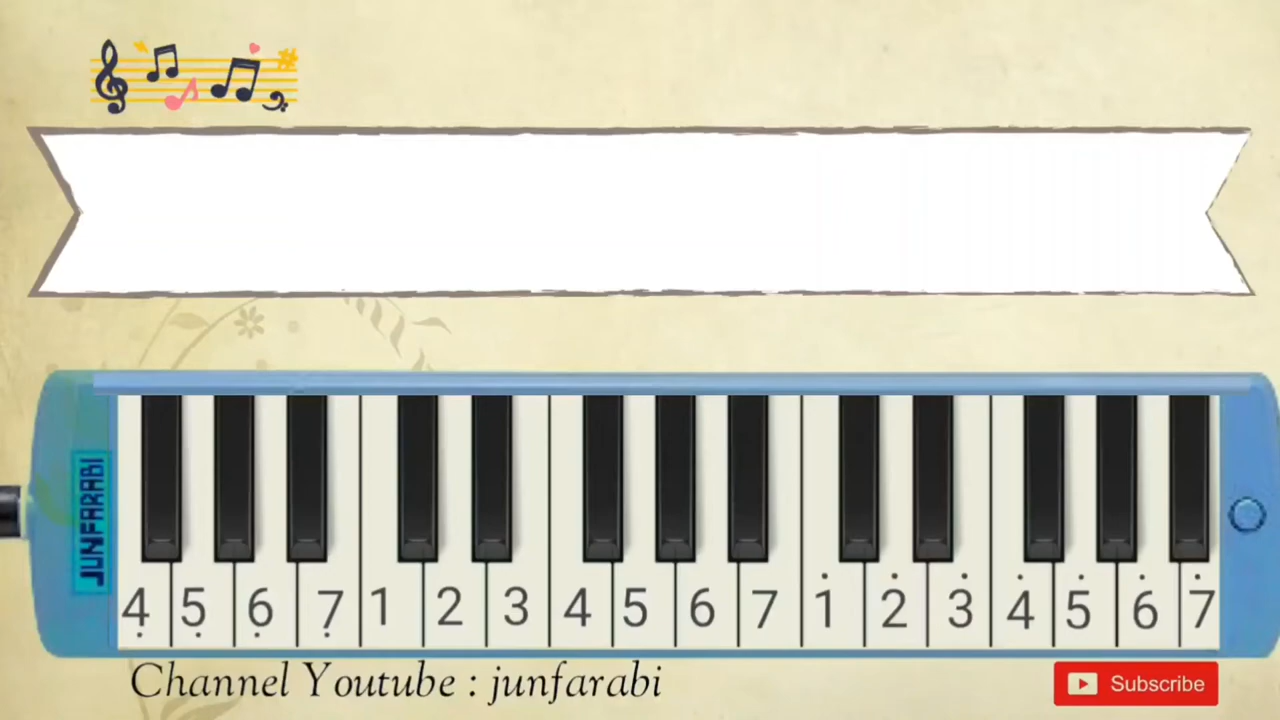 JUNFARABI
4̣ 5̣ 6̣ 7̣ 1 2 3 4 5 6 7 1̇ 2̇ 3̇ 4̇ 5̇ 6̇ 7̇
Channel Youtube : junfarabi
Subscribe